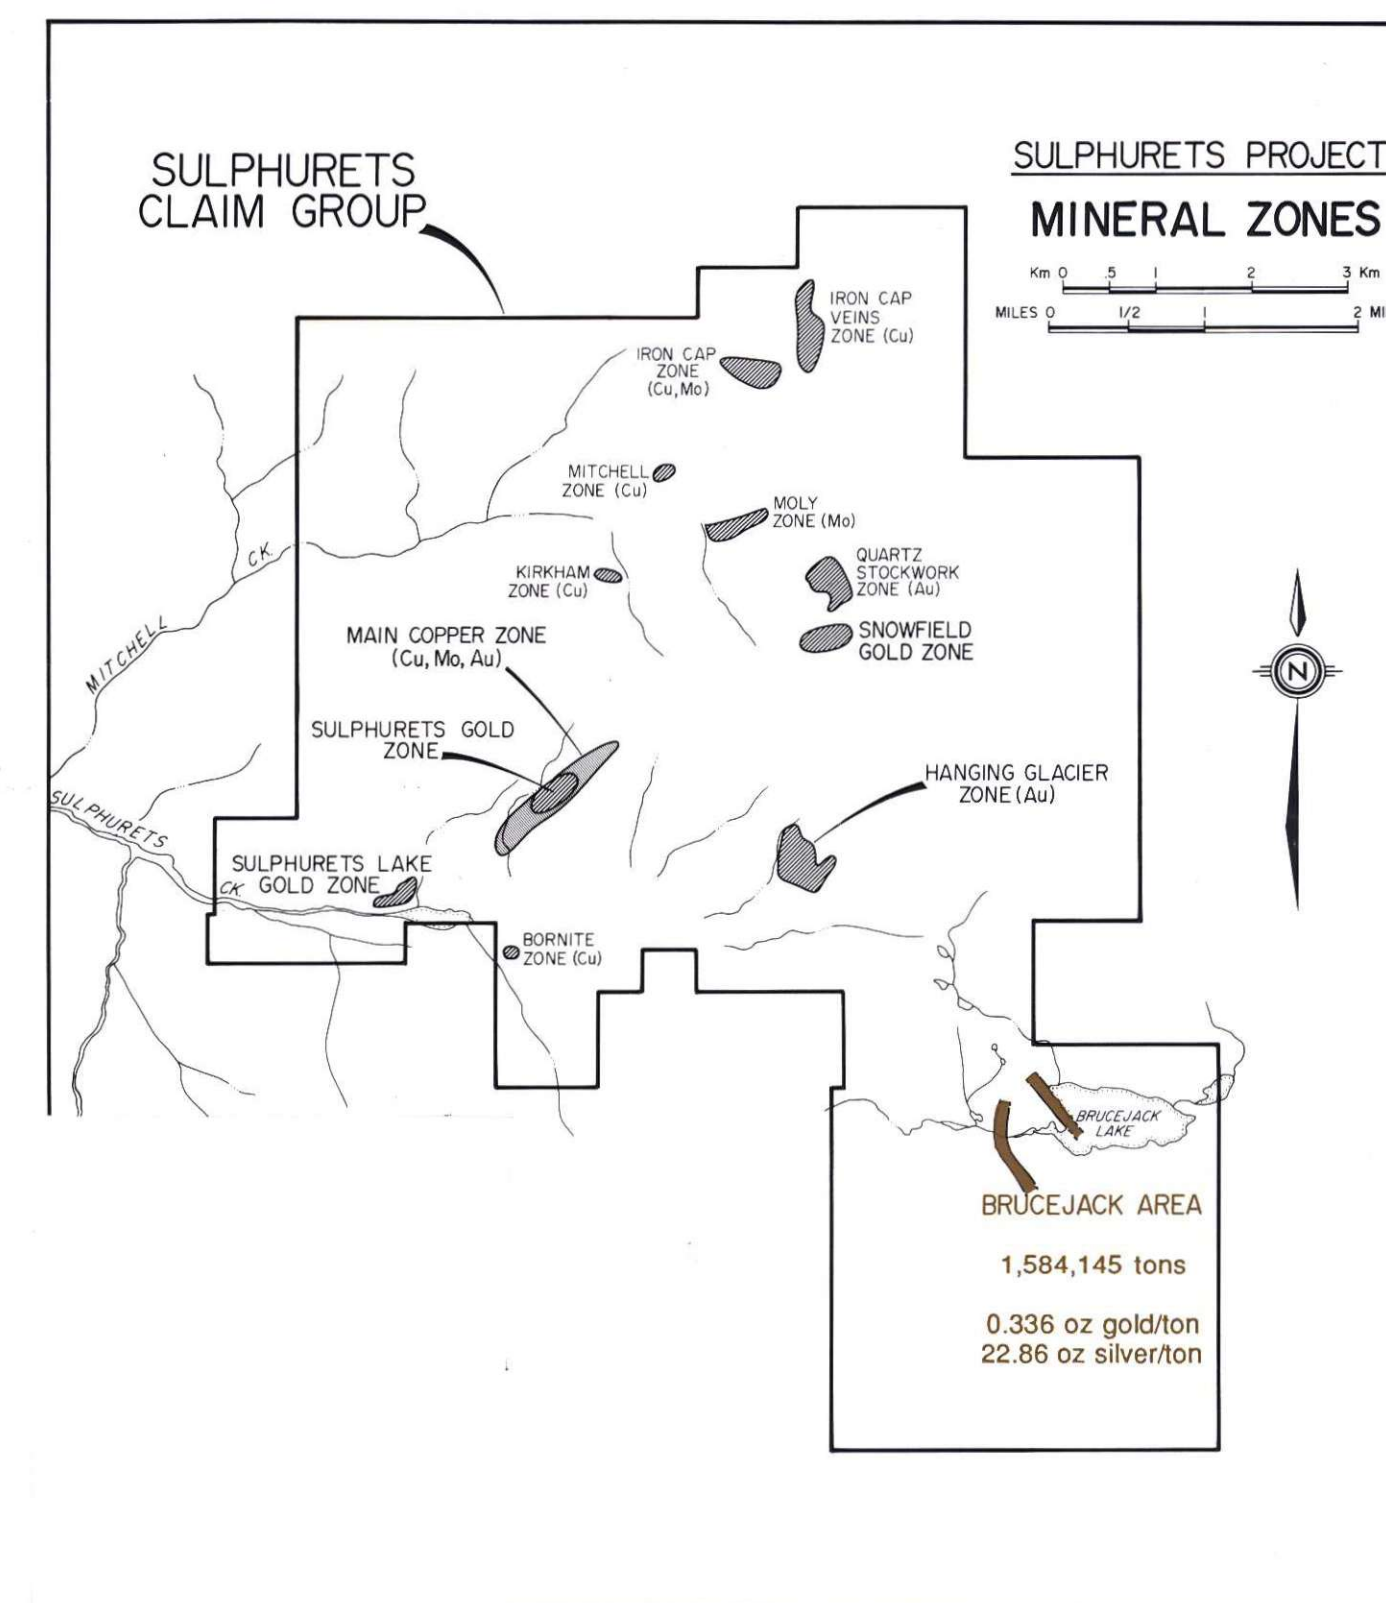 SULPHURETS PROJECT
MINERAL ZONES
Km 0 .5 1 2 3 Km
MILES 0 1/2 1 2 MI
SULPHURETS
CLAIM GROUP
IRON CAP
VEINS
ZONE (Cu)
IRON CAP
ZONE
(Cu,Mo)
MITCHELL
ZONE (Cu)
MOLY
ZONE (Mo)
QUARTZ
STOCKWORK
ZONE (Au)
KIRKHAM
ZONE (Cu)
SNOWFIELD
GOLD ZONE
MAIN COPPER ZONE
(Cu, Mo, Au)
SULPHURETS GOLD
ZONE
HANGING GLACIER
ZONE (Au)
MITCHELL CK.
SULPHURETS CK.
SULPHURETS LAKE
GOLD ZONE
BORNITE
ZONE (Cu)
N
BRUCEJACK
LAKE
BRUCEJACK AREA
1,584,145 tons
0.336 oz gold/ton
22.86 oz silver/ton